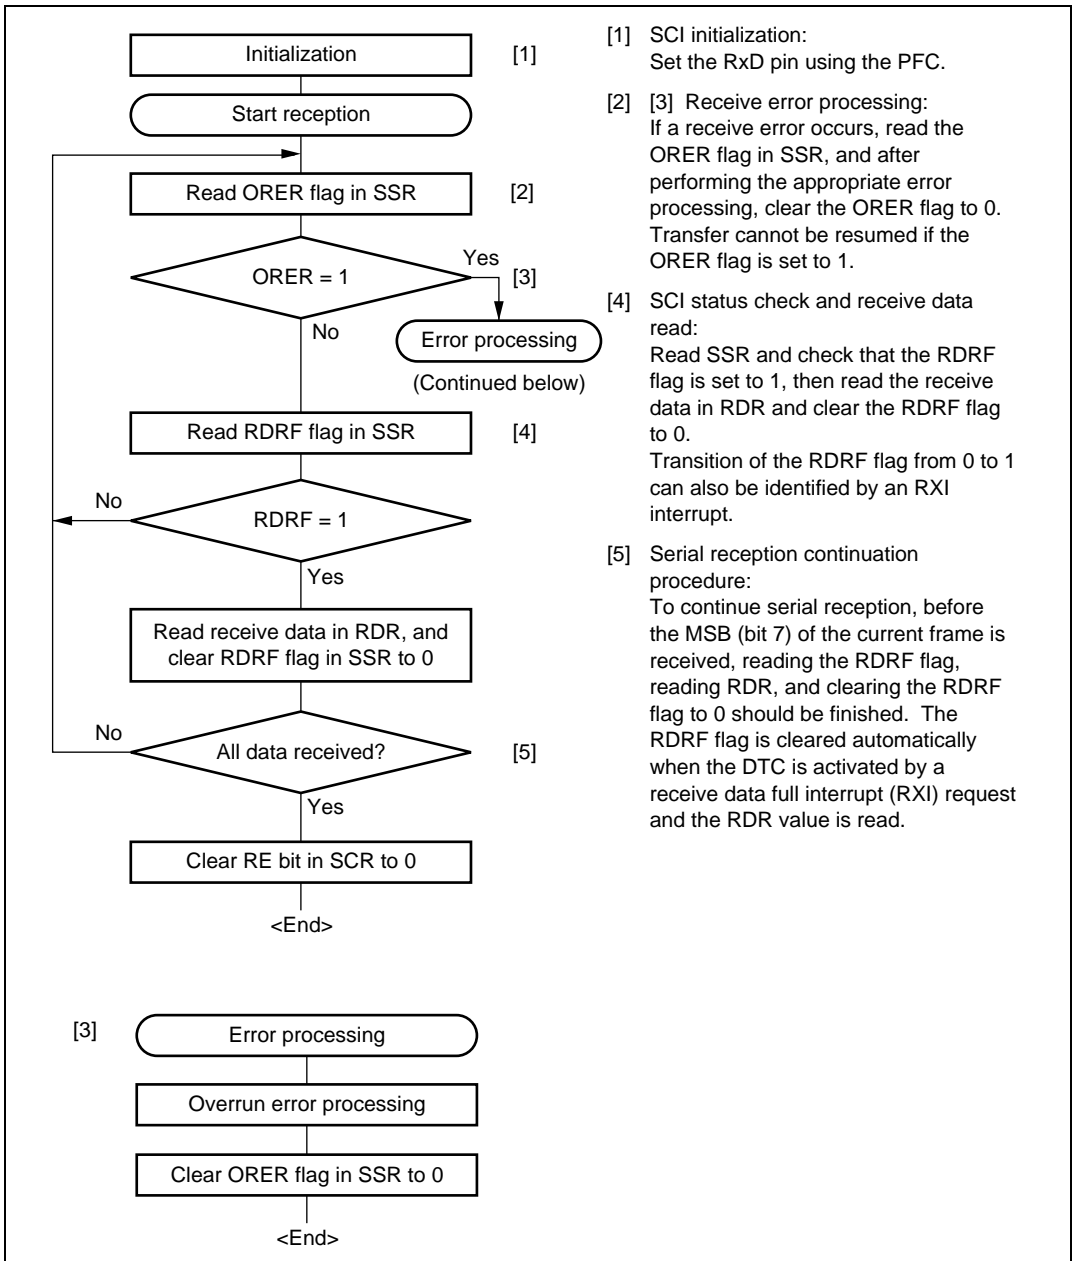 Initialization [1]
Start reception
Read ORER flag in SSR [2]
ORER = 1
Yes
[3]
No
Error processing
(Continued below)
Read RDRF flag in SSR [4]
No
RDRF = 1
Yes
Read receive data in RDR, and
clear RDRF flag in SSR to 0
No
All data received? [5]
Yes
Clear RE bit in SCR to 0
<End>
[1] SCI initialization:
Set the RxD pin using the PFC.
[2] [3] Receive error processing:
If a receive error occurs, read the
ORER flag in SSR, and after
performing the appropriate error
processing, clear the ORER flag to 0.
Transfer cannot be resumed if the
ORER flag is set to 1.
[4] SCI status check and receive data
read:
Read SSR and check that the RDRF
flag is set to 1, then read the receive
data in RDR and clear the RDRF flag
to 0.
Transition of the RDRF flag from 0 to 1
can also be identified by an RXI
interrupt.
[5] Serial reception continuation
procedure:
To continue serial reception, before
the MSB (bit 7) of the current frame is
received, reading the RDRF flag,
reading RDR, and clearing the RDRF
flag to 0 should be finished. The
RDRF flag is cleared automatically
when the DTC is activated by a
receive data full interrupt (RXI) request
and the RDR value is read.
[3] Error processing
Overrun error processing
Clear ORER flag in SSR to 0
<End>